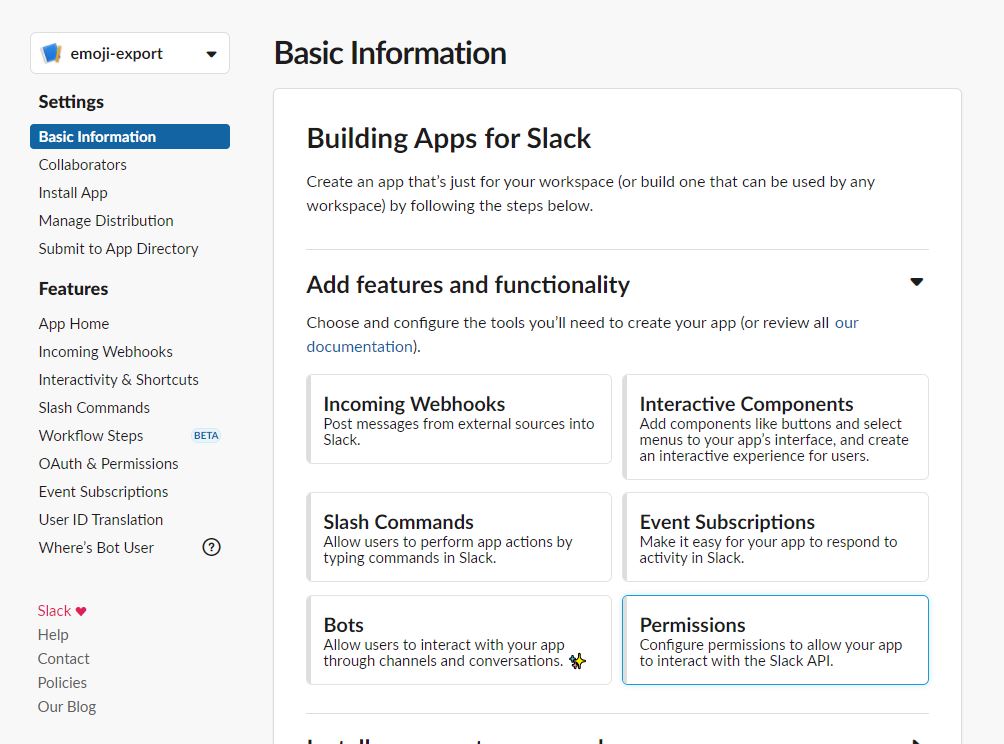 emoji-export
Settings
Basic Information
Collaborators
Install App
Manage Distribution
Submit to App Directory
Features
App Home
Incoming Webhooks
Interactivity & Shortcuts
Slash Commands
Workflow Steps BETA
OAuth & Permissions
Event Subscriptions
User ID Translation
Where's Bot User ?
Slack ♥
Help
Contact
Policies
Our Blog
Basic Information
Building Apps for Slack
Create an app that’s just for your workspace (or build one that can be used by any
workspace) by following the steps below.
Add features and functionality
Choose and configure the tools you’ll need to create your app (or review all our
documentation).
Incoming Webhooks
Post messages from external sources into
Slack.
Interactive Components
Add components like buttons and select
menus to your app’s interface, and create
an interactive experience for users.
Slash Commands
Allow users to perform app actions by
typing commands in Slack.
Event Subscriptions
Make it easy for your app to respond to
activity in Slack.
Bots
Allow users to interact with your app
through channels and conversations. ✨
Permissions
Configure permissions to allow your app
to interact with the Slack API.